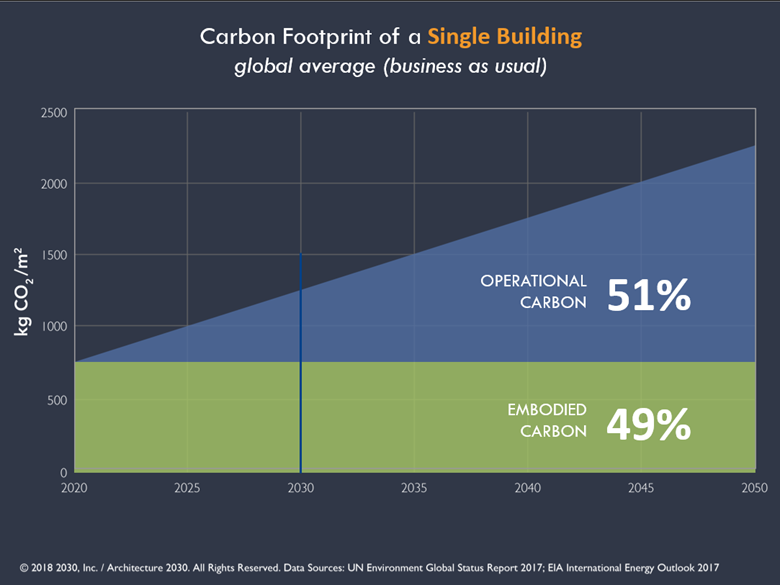 Carbon Footprint of a Single Building
global average (business as usual)
2500
2000
1500
1000
500
0
kg CO₂/m²
OPERATIONAL
CARBON
51%
EMBODIED
CARBON
49%
2020 2025 2030 2035 2040 2045 2050
© 2018 2030, Inc. / Architecture 2030. All Rights Reserved. Data Sources: UN Environment Global Status Report 2017; EIA International Energy Outlook 2017